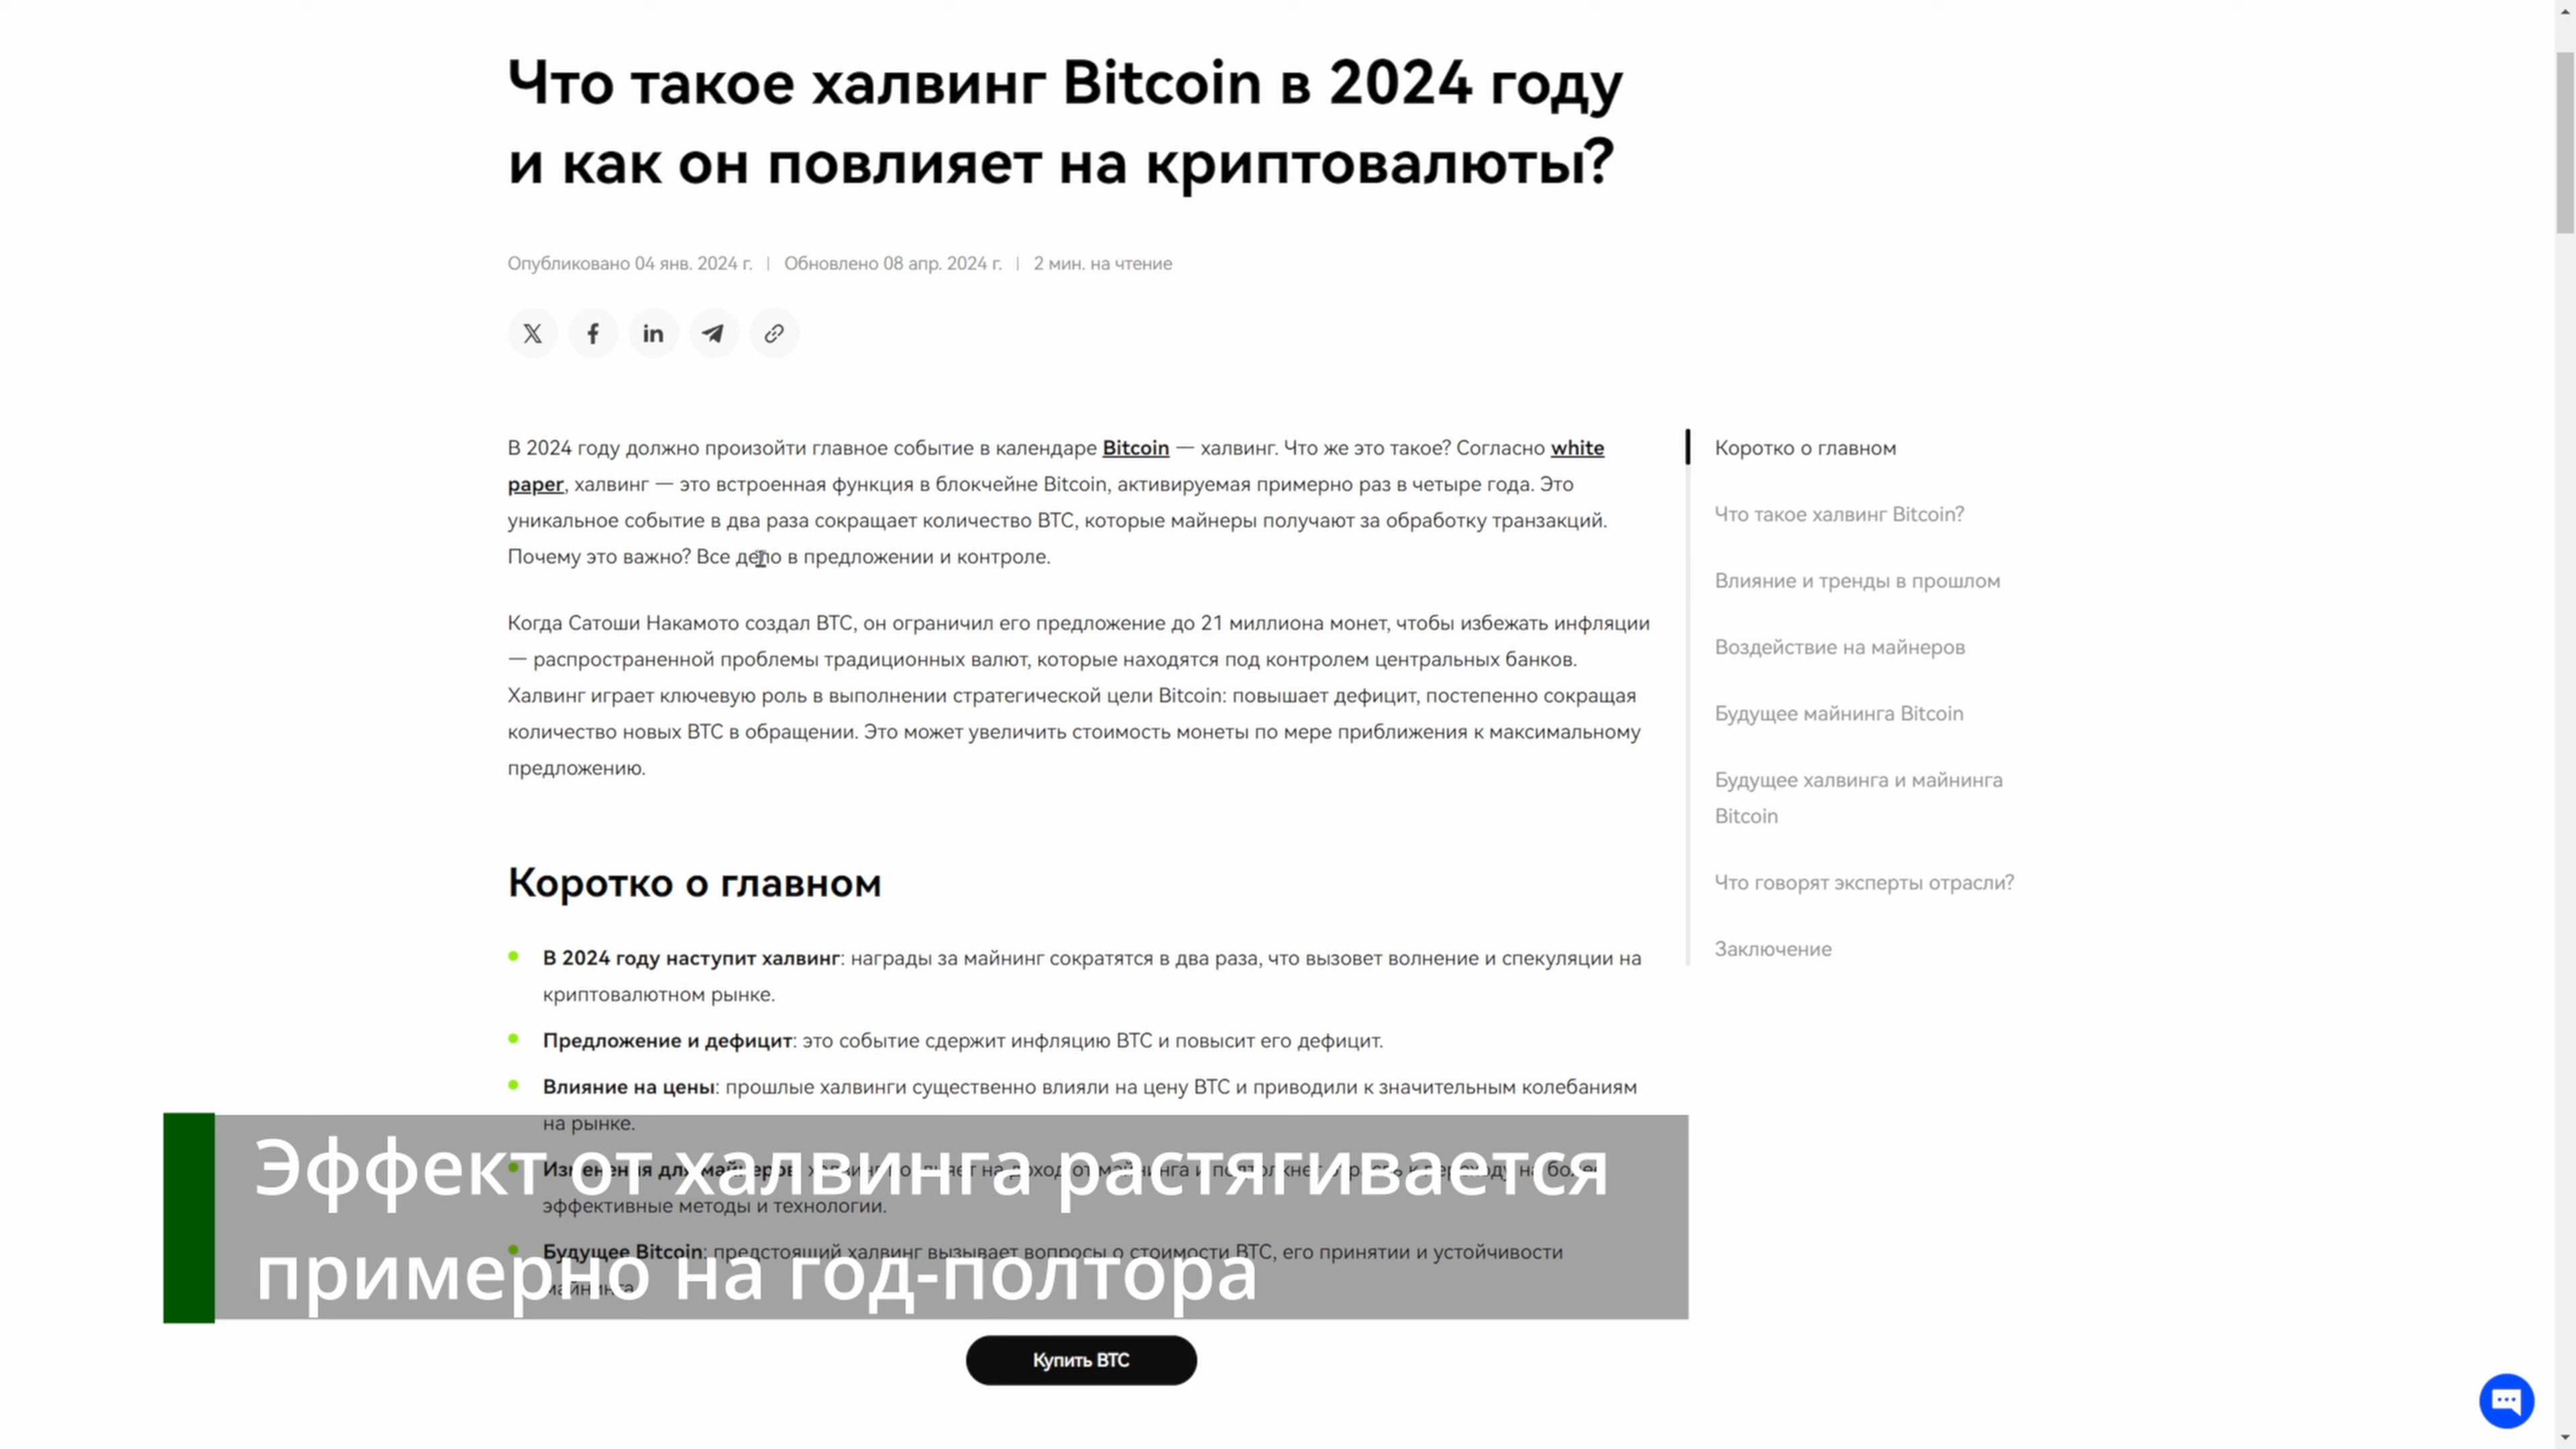 Что такое халвинг Bitcoin в 2024 году
и как он повлияет на криптовалюты?
Опубликовано 04 янв. 2024 г. | Обновлено 08 апр. 2024 г. | 2 мин. на чтение
В 2024 году должно произойти главное событие в календаре Bitcoin — халвинг. Что же это такое? Согласно white
paper, халвинг — это встроенная функция в блокчейне Bitcoin, активируемая примерно раз в четыре года. Это
уникальное событие в два раза сокращает количество BTC, которые майнеры получают за обработку транзакций.
Почему это важно? Все дело в предложении и контроле.
Когда Сатоши Накамото создал BTC, он ограничил его предложение до 21 миллиона монет, чтобы избежать инфляции
— распространенной проблемы традиционных валют, которые находятся под контролем центральных банков.
Халвинг играет ключевую роль в выполнении стратегической цели Bitcoin: повышает дефицит, постепенно сокращая
количество новых BTC в обращении. Это может увеличить стоимость монеты по мере приближения к максимальному
предложению.
Коротко о главном
В 2024 году наступит халвинг: награды за майнинг сократятся в два раза, что вызовет волнение и спекуляции на
криптовалютном рынке.
Предложение и дефицит: это событие сдержит инфляцию BTC и повысит его дефицит.
Влияние на цены: прошлые халвинги существенно влияли на цену BTC и приводили к значительным колебаниям
на рынке.
Изменения для майнеров
эффективные методы и технологии.
Будущее Bitcoin: предстоящий халвинг вызывает вопросы о стоимости BTC, его принятии и устойчивости
майнинга.
Эффект от халвинга растягивается
примерно на год-полтора
Купить BTC
Коротко о главном
Что такое халвинг Bitcoin?
Влияние и тренды в прошлом
Воздействие на майнеров
Будущее майнинга Bitcoin
Будущее халвинга и майнинга
Bitcoin
Что говорят эксперты отрасли?
Заключение